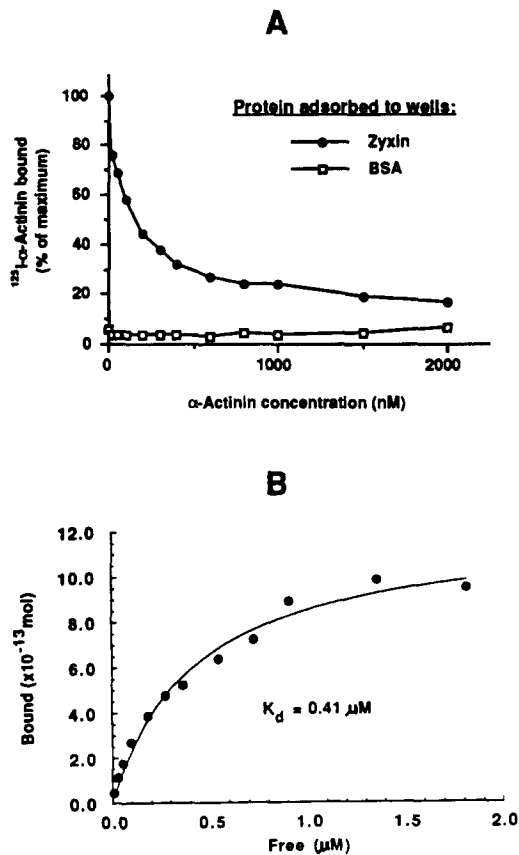 A
Protein adsorbed to wells:
Zyxin
BSA
¹²⁵I-α-Actinin bound
(% of maximum)
100
80
60
40
20
0
0
1000
2000
α-Actinin concentration (nM)
B
12.0
10.0
8.0
6.0
4.0
2.0
0.0
Bound (x10⁻¹³mol)
K_d = 0.41 μM
0.0
0.5
1.0
1.5
2.0
Free (μM)